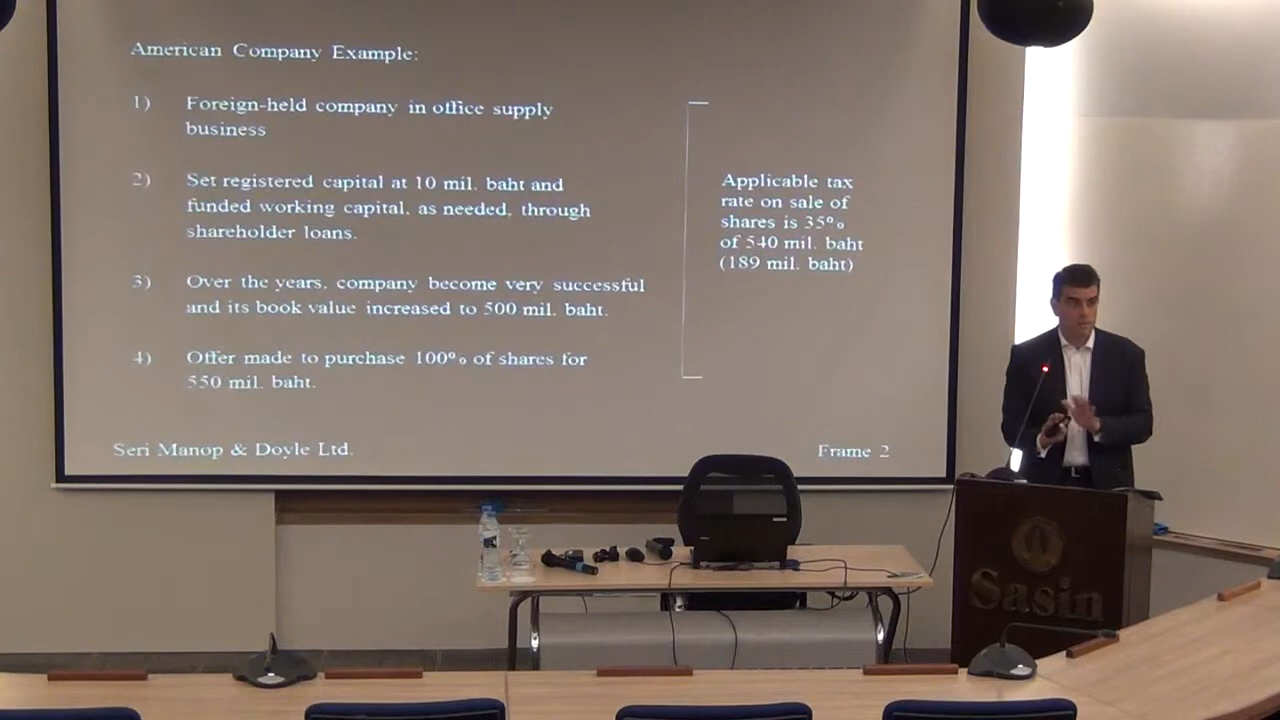 American Company Example:
1) Foreign-held company in office supply
business
2) Set registered capital at 10 mil. baht and
funded working capital, as needed, through
shareholder loans.
3) Over the years, company become very successful
and its book value increased to 500 mil. baht.
4) Offer made to purchase 100% of shares for
550 mil. baht.
Applicable tax
rate on sale of
shares is 35%
of 540 mil. baht
(189 mil. baht)
Seri Manop & Doyle Ltd.
Frame 2
Sasin